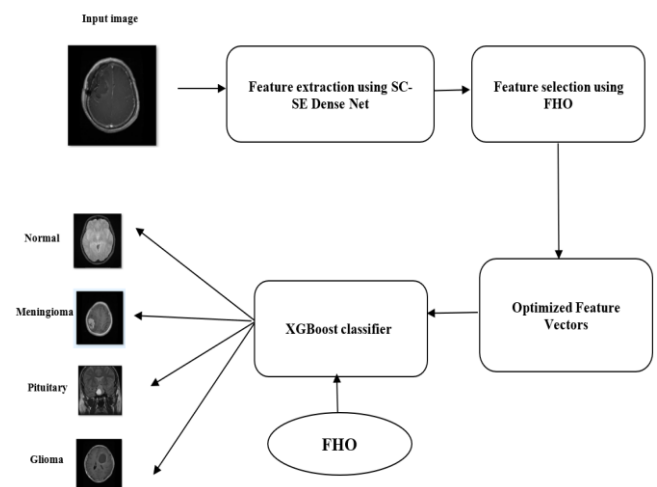 Input image
Feature extraction using SC-
SE Dense Net
Feature selection using
FHO
Normal
Meningioma
Pituitary
Glioma
XGBoost classifier
Optimized Feature
Vectors
FHO